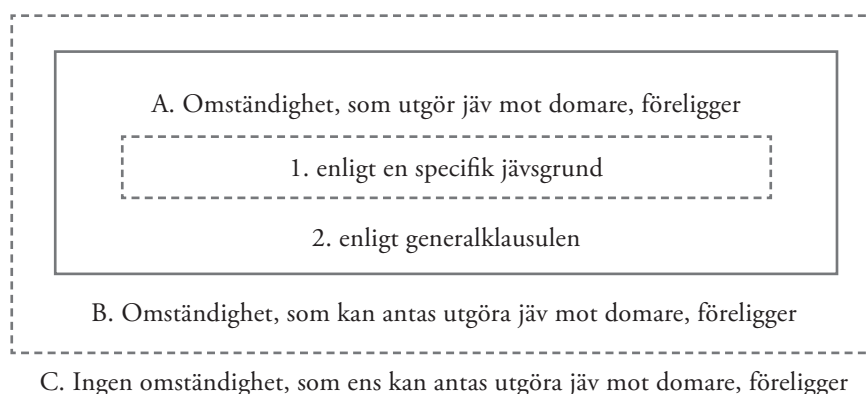 A. Omständighet, som utgör jäv mot domare, föreligger
1. enligt en specifik jävsgrund
2. enligt generalklausulen
B. Omständighet, som kan antas utgöra jäv mot domare, föreligger
C. Ingen omständighet, som ens kan antas utgöra jäv mot domare, föreligger